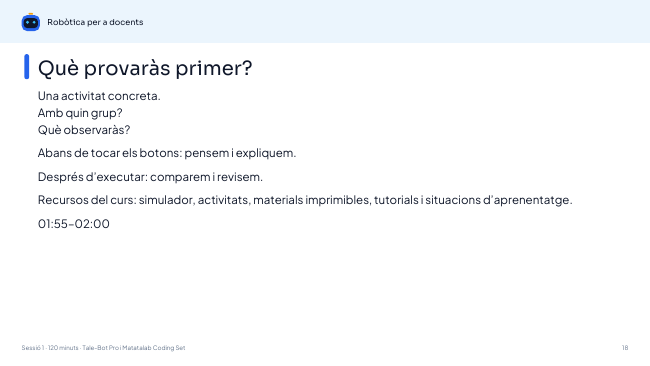 Robòtica per a docents
Què provaràs primer?
Una activitat concreta.
Amb quin grup?
Què observaràs?
Abans de tocar els botons: pensem i expliquem.
Després d’executar: comparem i revisem.
Recursos del curs: simulador, activitats, materials imprimibles, tutorials i situacions d’aprenentatge.
01:55–02:00
Sessió 1 · 120 minuts · Tale-Bot Pro i Matatalab Coding Set
18